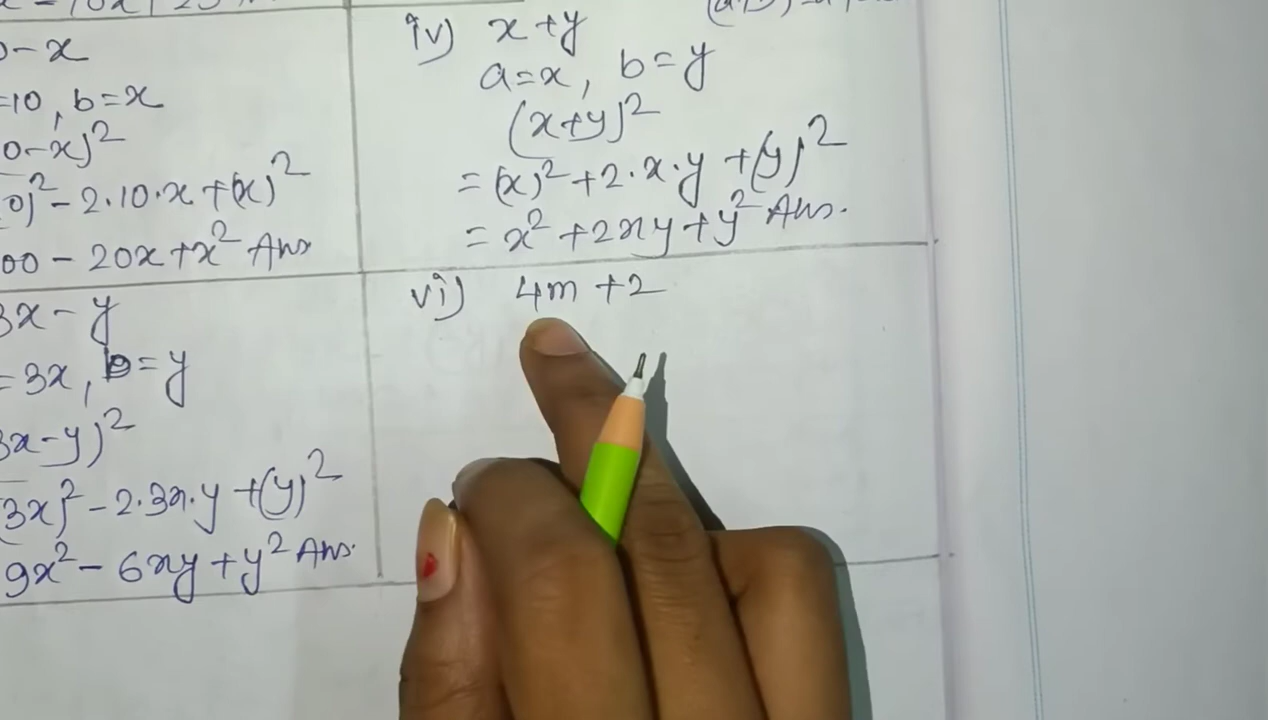 0-x
=10, b=x
0-x)²
0)² - 2.10.x + (x)²
00 - 20x + x² Ans
3x - y
= 3x, b = y
3x-y)²
3x)² - 2.3x.y + (y)²
9x² - 6xy + y² Ans.
iv) x + y
a = x, b = y
(x+y)²
= (x)² + 2.x.y + (y)²
= x² + 2xy + y² Ans.
vi) 4m + 2